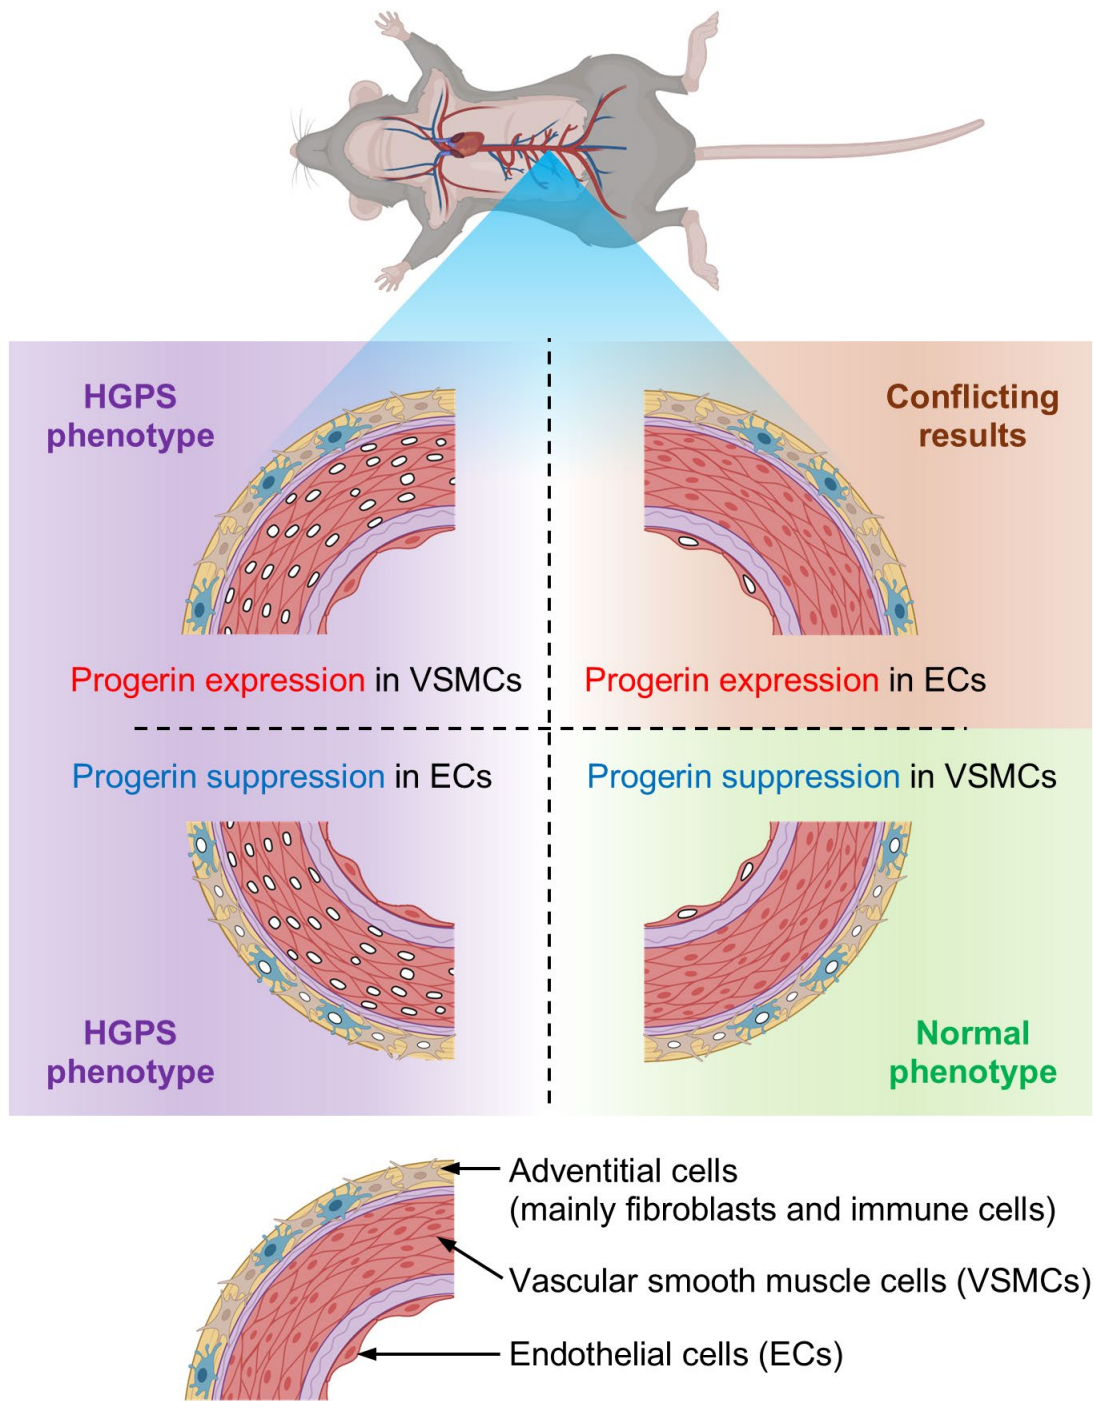 HGPS
phenotype
Conflicting
results
Progerin expression in VSMCs
Progerin expression in ECs
Progerin suppression in ECs
Progerin suppression in VSMCs
HGPS
phenotype
Normal
phenotype
Adventitial cells
(mainly fibroblasts and immune cells)
Vascular smooth muscle cells (VSMCs)
Endothelial cells (ECs)